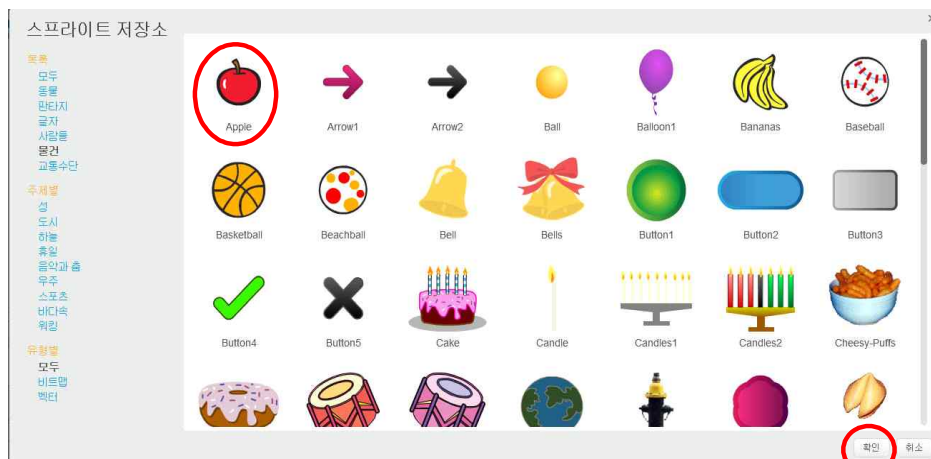 스프라이트 저장소
목록
모두
동물
판타지
글자
사람들
물건
교통수단
주제별
성
도시
하늘
휴일
음악과 춤
우주
스포츠
바다속
워킹
유형별
모두
비트맵
벡터
Apple
Arrow1
Arrow2
Ball
Balloon1
Bananas
Baseball
Basketball
Beachball
Bell
Bells
Button1
Button2
Button3
Button4
Button5
Cake
Candle
Candles1
Candles2
Cheesy-Puffs
확인
취소